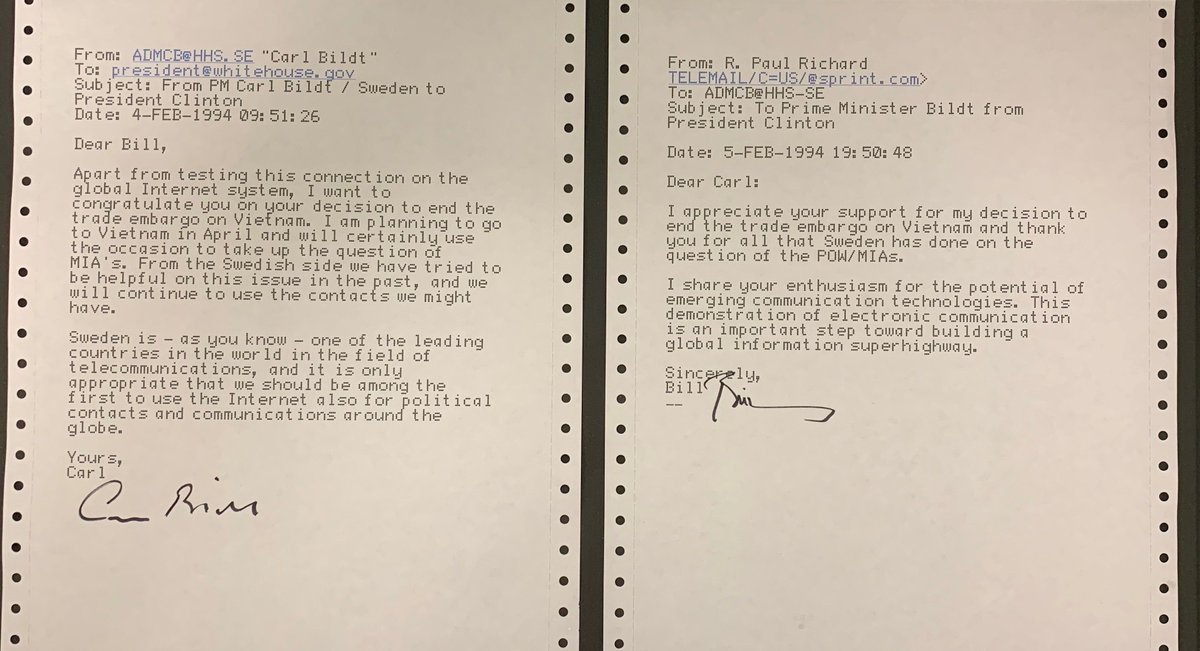 From: ADMCB@HHS.SE "Carl Bildt"
To: president@whitehouse.gov
Subject: From PM Carl Bildt / Sweden to
President Clinton
Date: 4-FEB-1994 09:51:26
Dear Bill,
Apart from testing this connection on the
global Internet system, I want to
congratulate you on your decision to end the
trade embargo on Vietnam. I am planning to go
to Vietnam in April and will certainly use
the occasion to take up the question of
MIA's. From the Swedish side we have tried to
be helpful on this issue in the past, and we
will continue to use the contacts we might
have.
Sweden is - as you know - one of the leading
countries in the world in the field of
telecommunications, and it is only
appropriate that we should be among the
first to use the Internet also for political
contacts and communications around the
globe.
Yours,
Carl
Carl Bildt
From: R. Paul Richard
TELEMAIL/C=US/@sprint.com>
To: ADMCB@HHS-SE
Subject: To Prime Minister Bildt from
President Clinton
Date: 5-FEB-1994 19:50:48
Dear Carl:
I appreciate your support for my decision to
end the trade embargo on Vietnam and thank
you for all that Sweden has done on the
question of the POW/MIAs.
I share your enthusiasm for the potential of
emerging communication technologies. This
demonstration of electronic communication
is an important step toward building a
global information superhighway.
Sincerely,
Bill
--
Bill